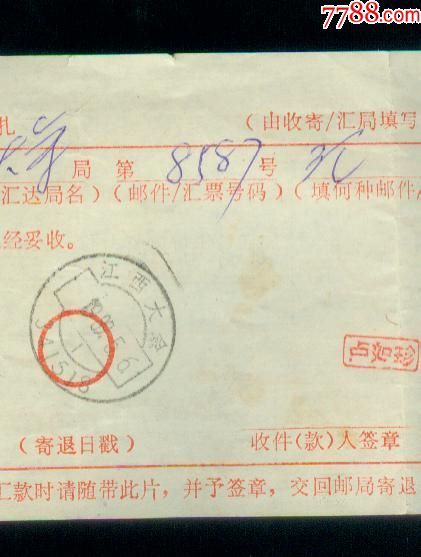 7788.com
扎
(由收寄/汇局填写
局 第 8587 号
汇达局名)(邮件/汇票号码)(填何种邮件/
经妥收。
江西大余
卢如珍
(寄退日戳) 收件(款)人签章
汇款时请随带此片，并予签章，交回邮局寄退